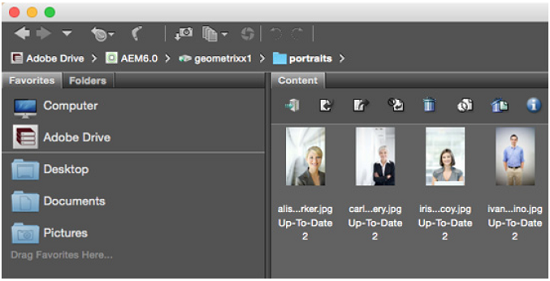 Adobe Drive > AEM6.0 > geometrixx1 > portraits >
Favorites Folders
Content
Computer
Adobe Drive
Desktop
Documents
Pictures
Drag Favorites Here...
alis...rker.jpg carl...ery.jpg iris...coy.jpg ivan...ino.jpg
Up-To-Date Up-To-Date Up-To-Date Up-To-Date
2 2 2 2